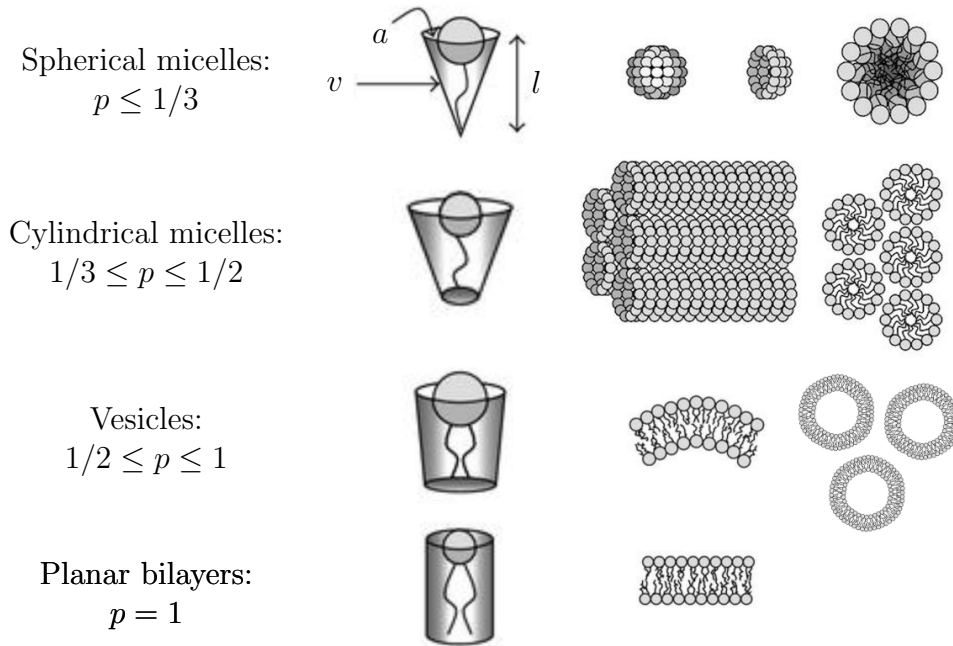 Spherical micelles:
p ≤ 1/3
a
v
l
Cylindrical micelles:
1/3 ≤ p ≤ 1/2
Vesicles:
1/2 ≤ p ≤ 1
Planar bilayers:
p = 1